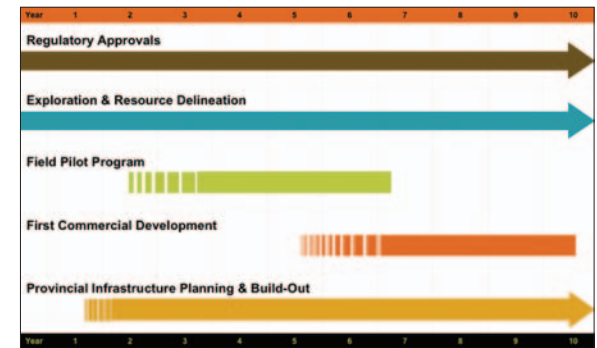 Year 1 2 3 4 5 6 7 8 9 10
Regulatory Approvals
Exploration & Resource Delineation
Field Pilot Program
First Commercial Development
Provincial Infrastructure Planning & Build-Out
Year 1 2 3 4 5 6 7 8 9 10